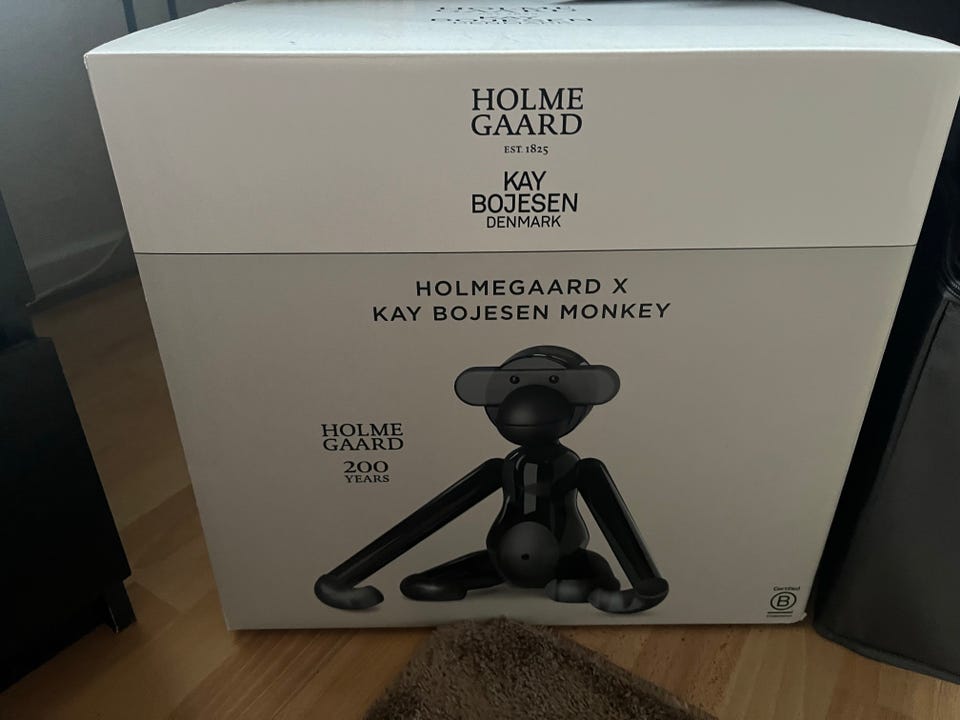 HOLME
GAARD
EST. 1825
KAY
BOJESEN
DENMARK
HOLMEGAARD X
KAY BOJESEN MONKEY
HOLME
GAARD
200
YEARS
Certified
B